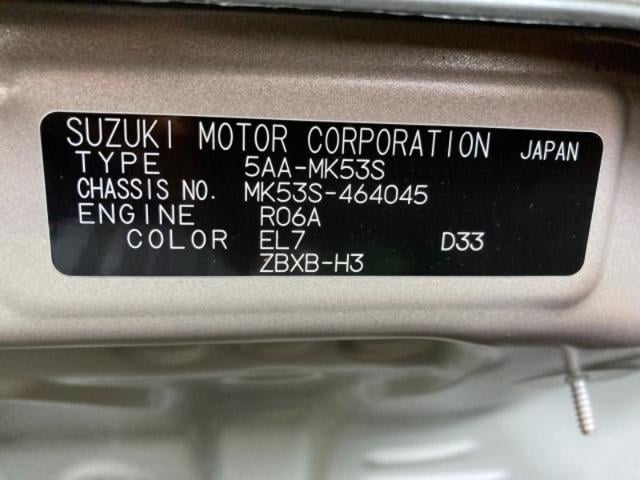 SUZUKI MOTOR CORPORATION JAPAN
TYPE 5AA-MK53S
CHASSIS NO. MK53S-464045
ENGINE R06A
COLOR EL7 D33
ZBXB-H3